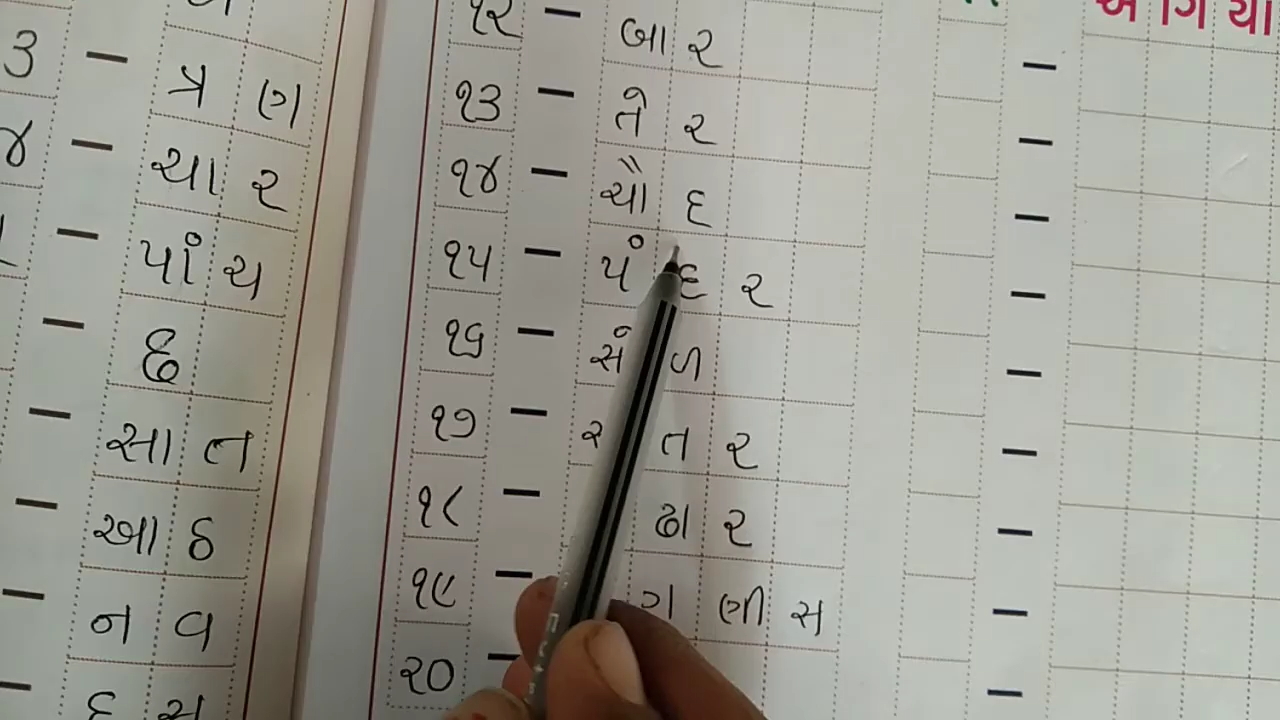 ૩ - ત્ર ણ
૪ - ચા ર
- પાં ચ
- છ
- સા ત
- આ ઠ
- ન વ
૧૨ - બા ર
૧૩ - તે ર
૧૪ - ચૌ દ
૧૫ - પં દ ર
૧૬ - સં ળ
૧૭ - ત ર
૧૮ - ઢા ર
૧૯ - ગ ણી સ
૨૦ -
અ ગિ યા